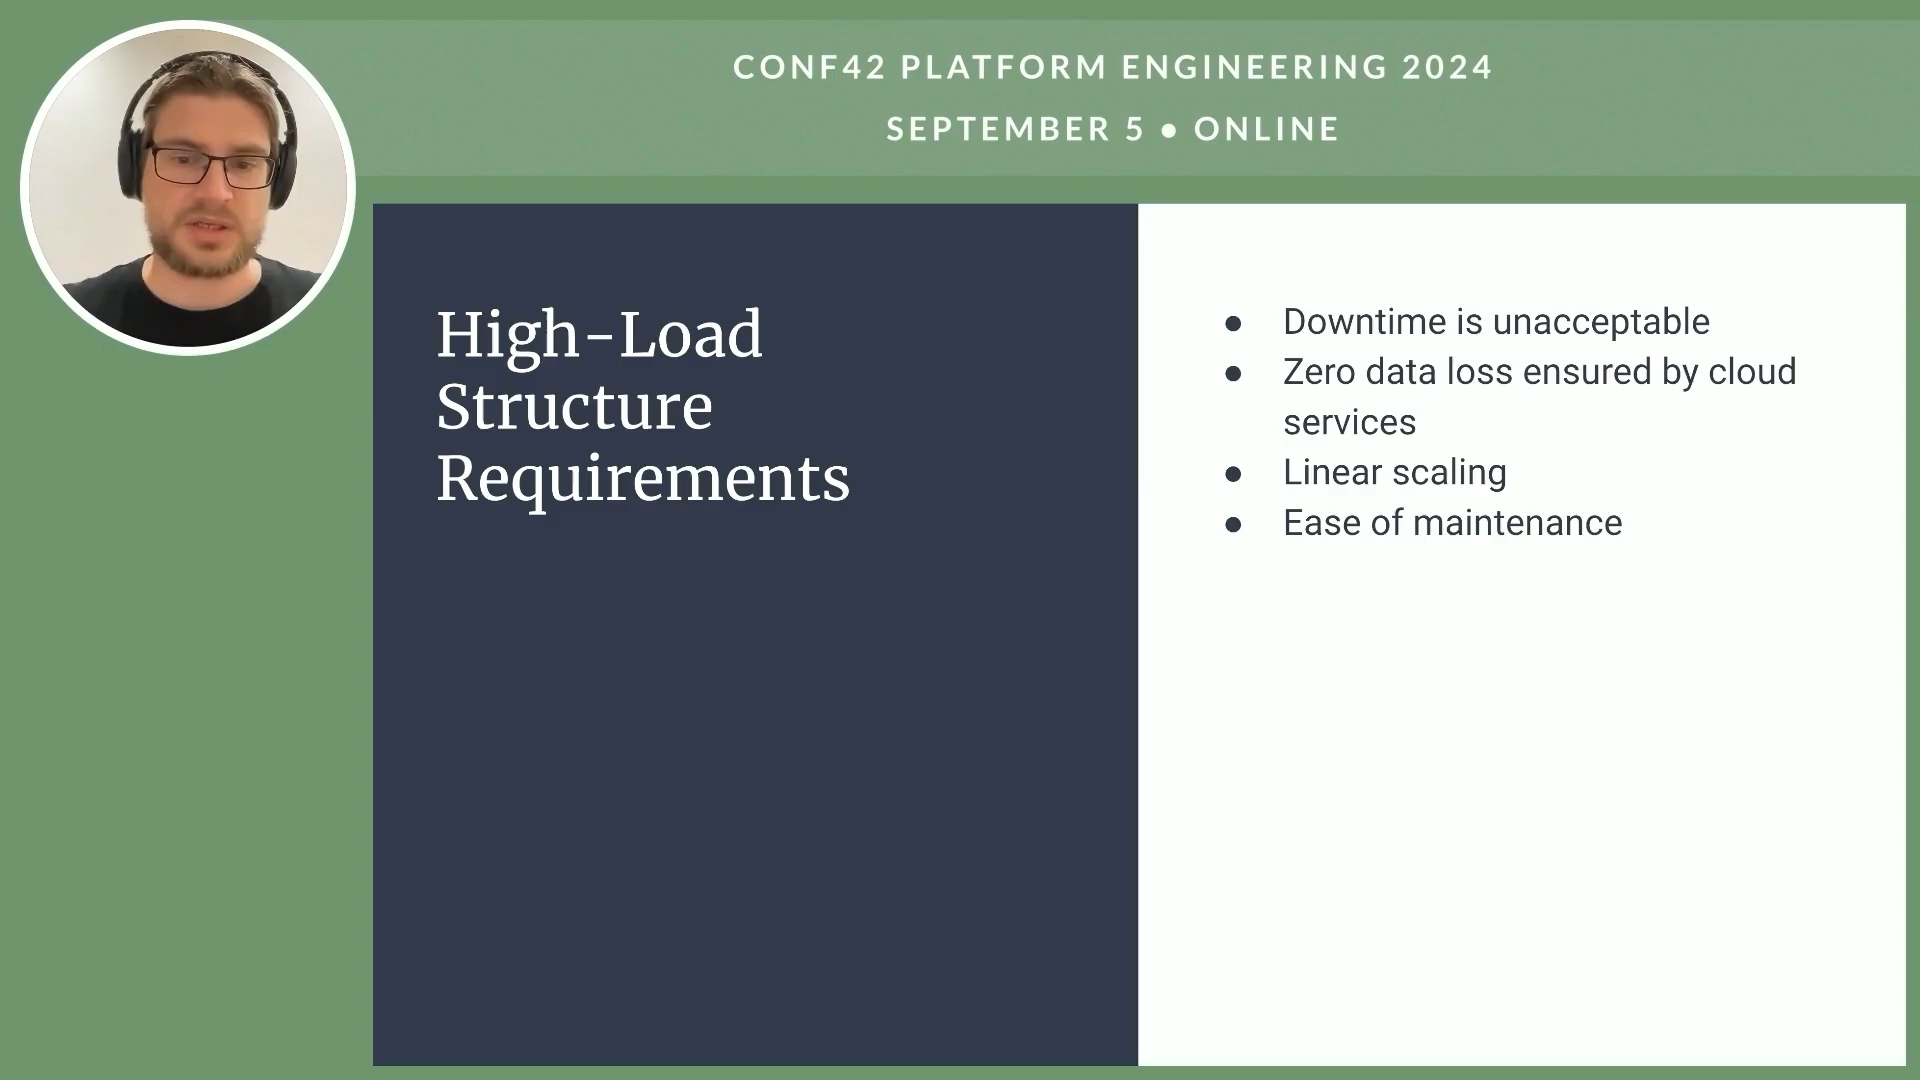 CONF42 PLATFORM ENGINEERING 2024
SEPTEMBER 5 ● ONLINE
High-Load
Structure
Requirements
● Downtime is unacceptable
● Zero data loss ensured by cloud
services
● Linear scaling
● Ease of maintenance